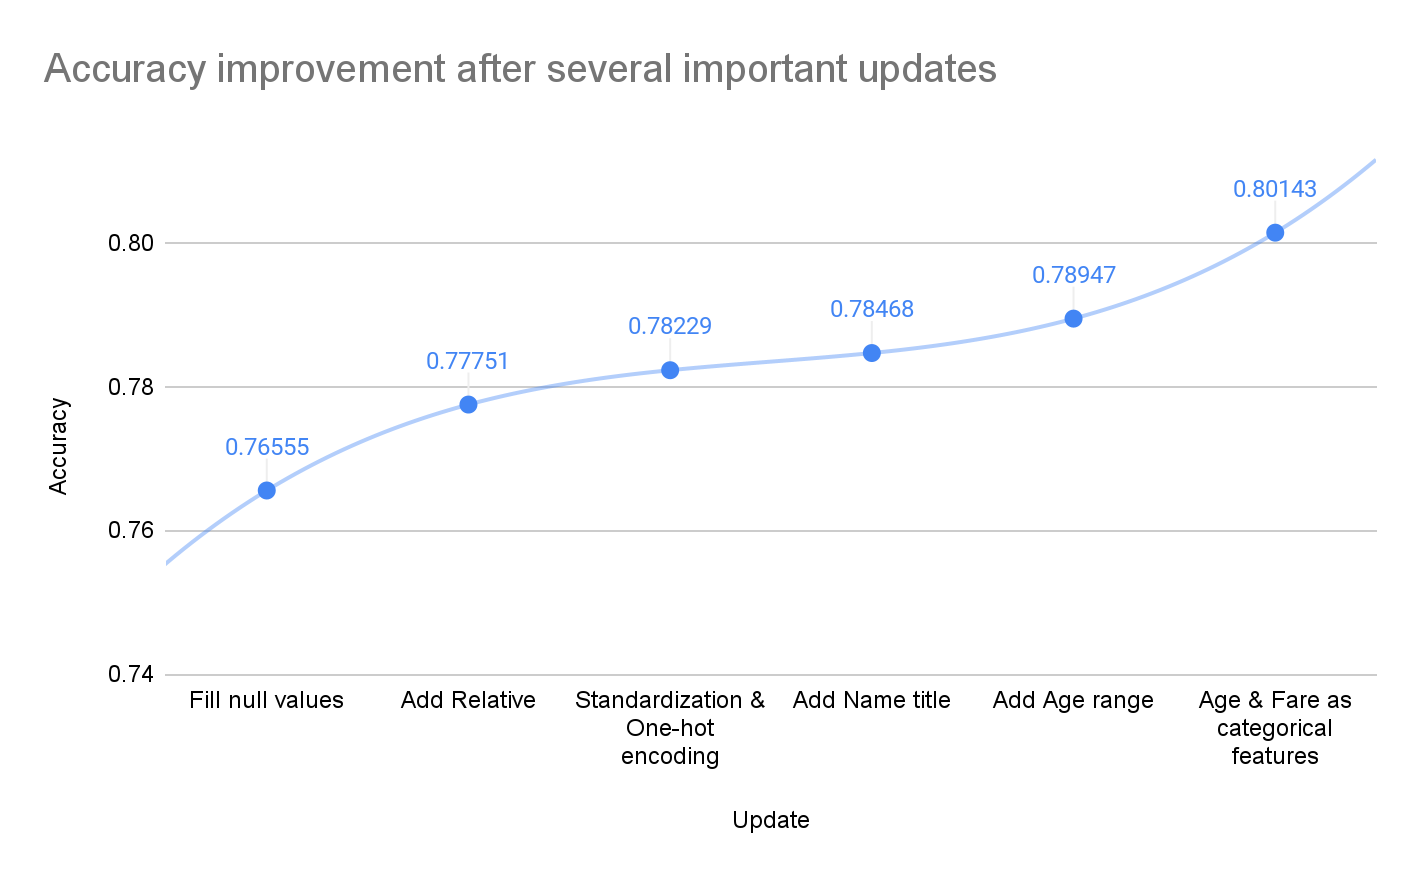 Accuracy improvement after several important updates
0.80143
0.80
0.78947
0.78468
0.78229
0.77751
0.78
0.76555
Accuracy
0.76
0.74
Fill null values
Add Relative
Standardization &
One-hot
encoding
Add Name title
Add Age range
Age & Fare as
categorical
features
Update